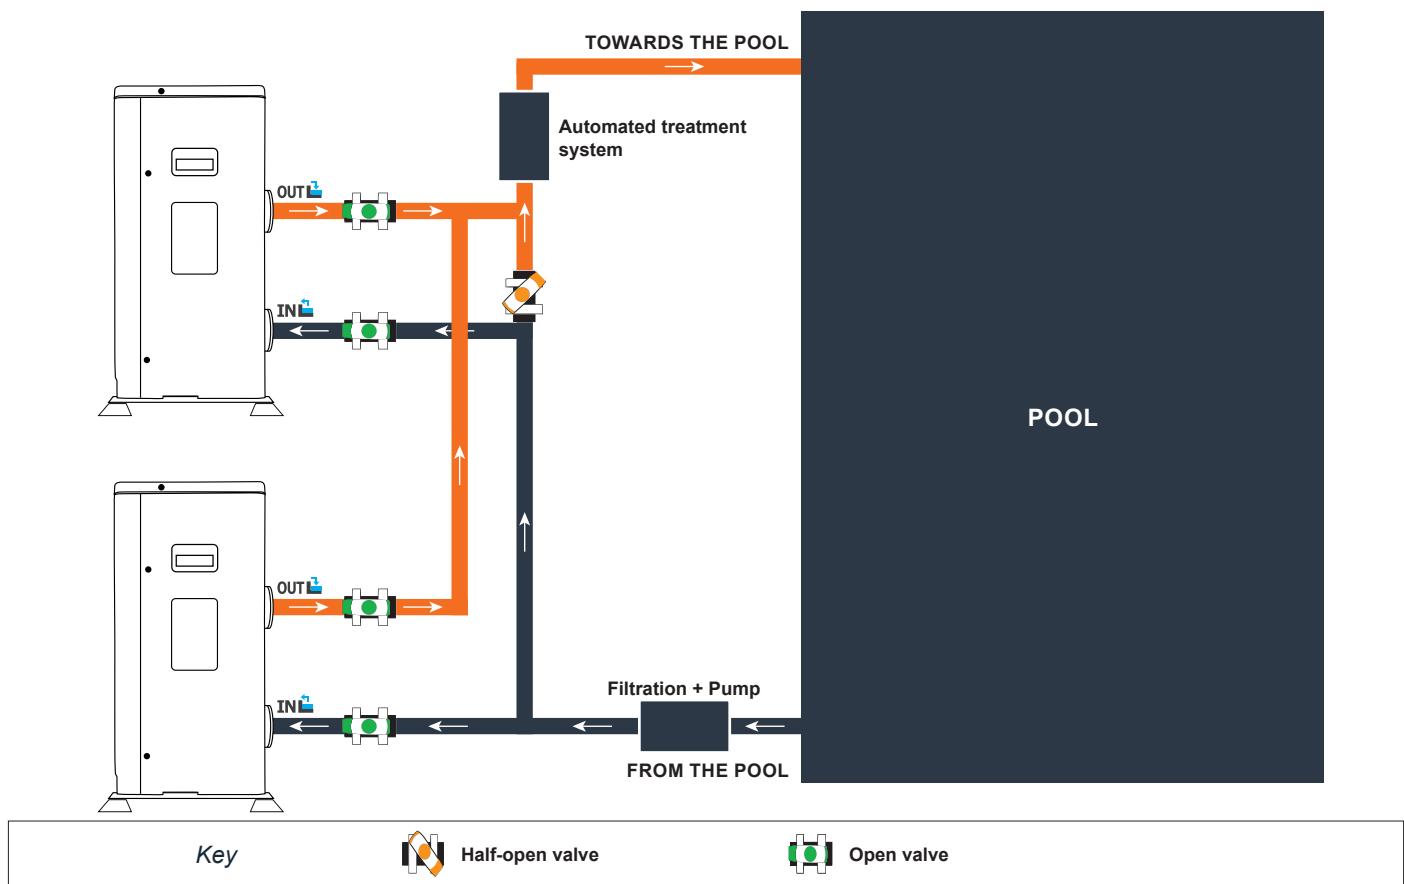 TOWARDS THE POOL
Automated treatment
system
OUT
IN
POOL
OUT
IN
Filtration + Pump
FROM THE POOL
Key
Half-open valve
Open valve